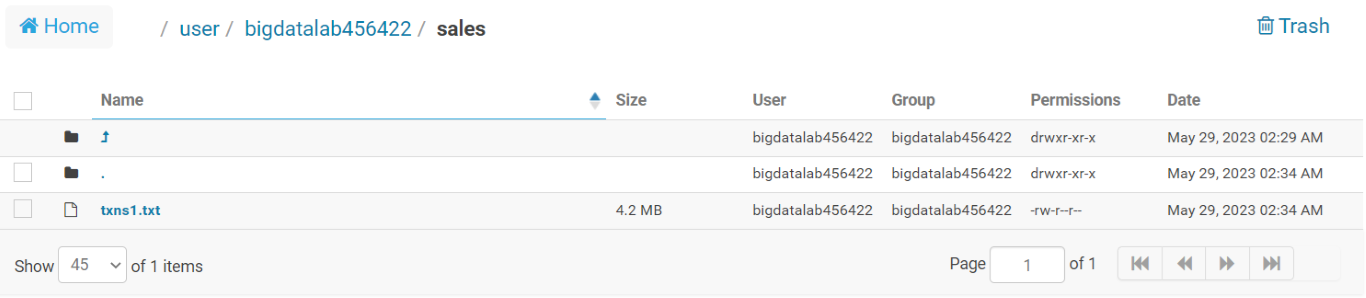 Home / user / bigdatalab456422 / sales Trash
Name Size User Group Permissions Date
bigdatalab456422 bigdatalab456422 drwxr-xr-x May 29, 2023 02:29 AM
. bigdatalab456422 bigdatalab456422 drwxr-xr-x May 29, 2023 02:34 AM
txns1.txt 4.2 MB bigdatalab456422 bigdatalab456422 -rw-r--r-- May 29, 2023 02:34 AM
Show 45 of 1 items Page 1 of 1